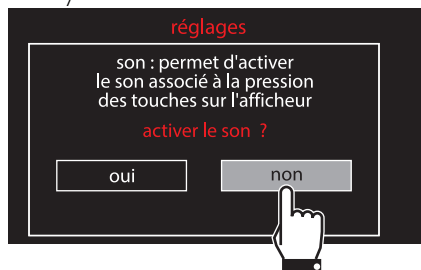 réglages
son : permet d'activer
le son associé à la pression
des touches sur l'afficheur
activer le son ?
oui
non